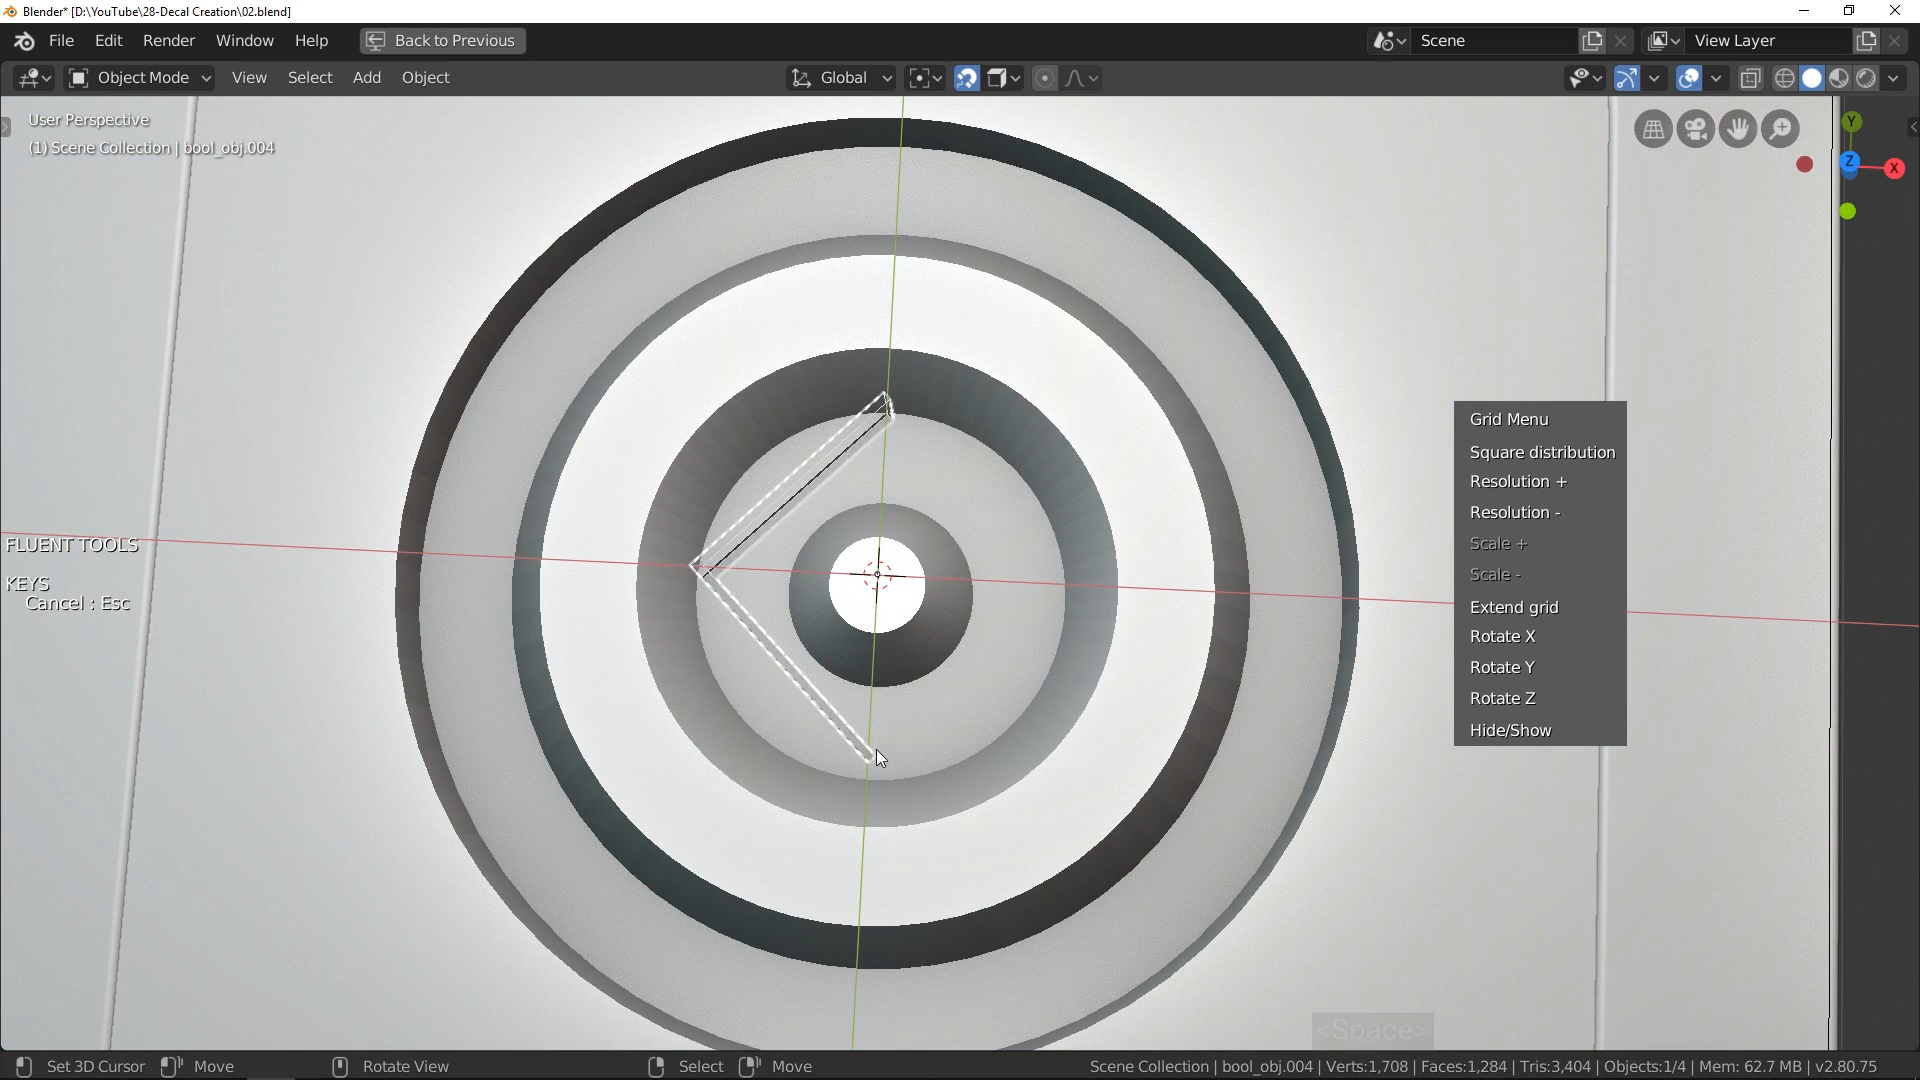 Blender* [D:\YouTube\28-Decal Creation\02.blend]
File Edit Render Window Help Back to Previous Scene View Layer
Object Mode View Select Add Object Global
User Perspective
(1) Scene Collection | bool_obj.004
Y
Z
X
FLUENT TOOLS
KEYS
Cancel : Esc
Grid Menu
Square distribution
Resolution +
Resolution -
Scale +
Scale -
Extend grid
Rotate X
Rotate Y
Rotate Z
Hide/Show
<Space>
Set 3D Cursor Move Rotate View Select Move Scene Collection | bool_obj.004 | Verts:1,708 | Faces:1,284 | Tris:3,404 | Objects:1/4 | Mem: 62.7 MB | v2.80.75